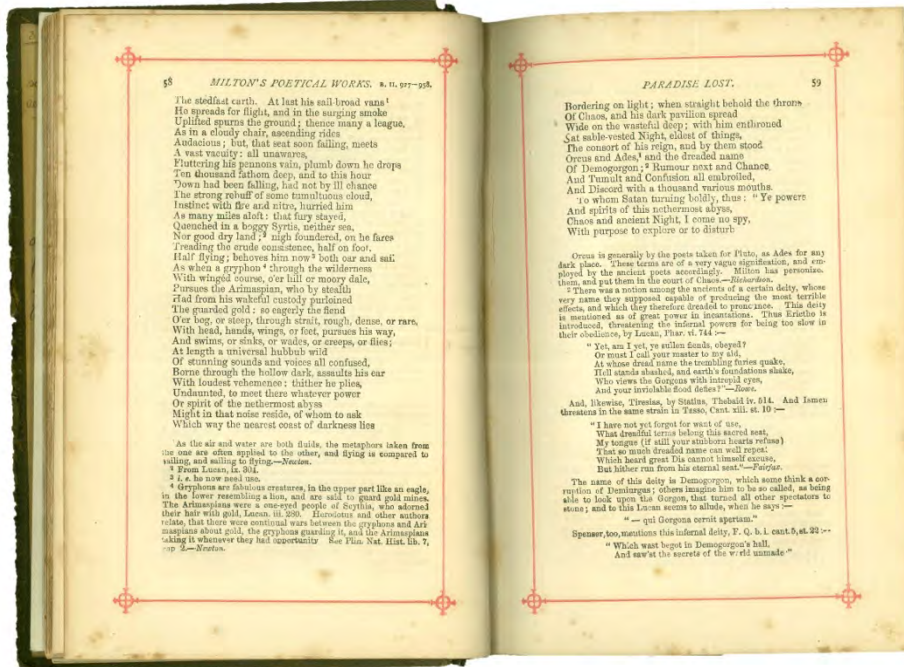 58 MILTON'S POETICAL WORKS. B. II. 927–958.
The stedfast earth. At last his sail-broad vans¹
He spreads for flight, and in the surging smoke
Uplifted spurns the ground; thence many a league,
As in a cloudy chair, ascending rides
Audacious; but, that seat soon failing, meets
A vast vacuity: all unawares,
Fluttering his pennons vain, plumb down he drops
Ten thousand fathom deep, and to this hour
Down had been falling, had not by ill chance
The strong rebuff of some tumultuous cloud,
Instinct with fire and nitre, hurried him
As many miles aloft: that fury stayed,
Quenched in a boggy Syrtis, neither sea,
Nor good dry land;² nigh foundered, on he fares
Treading the crude consistence, half on foot,
Half flying; behoves him now³ both oar and sail
As when a gryphon⁴ through the wilderness
With wingéd course, o'er hill or moory dale,
Pursues the Arimaspian, who by stealth
Had from his wakeful custody purloined
The guarded gold: so eagerly the fiend
O'er bog, or steep, through strait, rough, dense, or rare,
With head, hands, wings, or feet, pursues his way,
And swims, or sinks, or wades, or creeps, or flies;
At length a universal hubbub wild
Of stunning sounds and voices all confused,
Borne through the hollow dark, assaults his ear
With loudest vehemence: thither he plies,
Undaunted, to meet there whatever power
Or spirit of the nethermost abyss
Might in that noise reside, of whom to ask
Which way the nearest coast of darkness lies
As the air and water are both fluids, the metaphors taken from
the one are often applied to the other, and flying is compared to
sailing, and sailing to flying.—Newton.
² From Lucan, ix. 304.
³ i. e. he now need use.
⁴ Gryphons are fabulous creatures, in the upper part like an eagle,
in the lower resembling a lion, and are said to guard gold mines.
The Arimaspians were a one-eyed people of Scythia, who adorned
their hair with gold, Lucan. iii. 280. Herodotus and other authors
relate, that there were continual wars between the gryphons and Ari
maspians about gold, the gryphons guarding it, and the Arimaspians
taking it whenever they had opportunity See Plin. Nat. Hist. lib. 7,
cap 2.—Newton.
PARADISE LOST. 59
Bordering on light; when straight behold the throne
Of Chaos, and his dark pavilion spread
Wide on the wasteful deep; with him enthroned
Sat sable-vested Night, eldest of things,
The consort of his reign, and by them stood
Orcus and Ades,¹ and the dreaded name
Of Demogorgon;² Rumour next and Chance,
And Tumult and Confusion all embroiled,
And Discord with a thousand various mouths.
To whom Satan turning boldly, thus: "Ye powers
And spirits of this nethermost abyss,
Chaos and ancient Night, I come no spy,
With purpose to explore or to disturb
Orcus is generally by the poets taken for Pluto, as Ades for any
dark place. These terms are of a very vague signification, and em-
ployed by the ancient poets accordingly. Milton has personize.
them, and put them in the court of Chaos.—Richardson.
² There was a notion among the ancients of a certain deity, whose
very name they supposed capable of producing the most terrible
effects, and which they therefore dreaded to pronounce. This deity
is mentioned as of great power in incantations. Thus Erictho is
introduced, threatening the infernal powers for being too slow in
their obedience, by Lucan, Phar. vi. 744 :—
"Yet, am I yet, ye sullen fiends, obeyed?
Or must I call your master to my aid,
At whose dread name the trembling furies quake,
Hell stands abashed, and earth's foundations shake,
Who views the Gorgons with intrepid eyes,
And your inviolable flood defies?"—Rowe.
And, likewise, Tiresias, by Statius, Thebaid iv. 514. And Ismen
threatens in the same strain in Tasso, Cant. xiii. st. 10 :—
"I have not yet forgot for want of use,
What dreadful terms belong this sacred seat,
My tongue (if still your stubborn hearts refuse)
That so much dreaded name can well repeat
Which heard great Dis cannot himself excuse,
But hither run from his eternal seat."—Fairfax.
The name of this deity is Demogorgon, which some think a cor-
ruption of Demiurgus; others imagine him to be so called, as being
able to look upon the Gorgon, that turned all other spectators to
stone; and to this Lucan seems to allude, when he says :—
"— qui Gorgona cernit apertam."
Spenser, too, mentions this infernal deity, F. Q. b. i. cant. 5, st. 22 :—
"Which wast begot in Demogorgon's hall,
And saw'st the secrets of the world unmade"